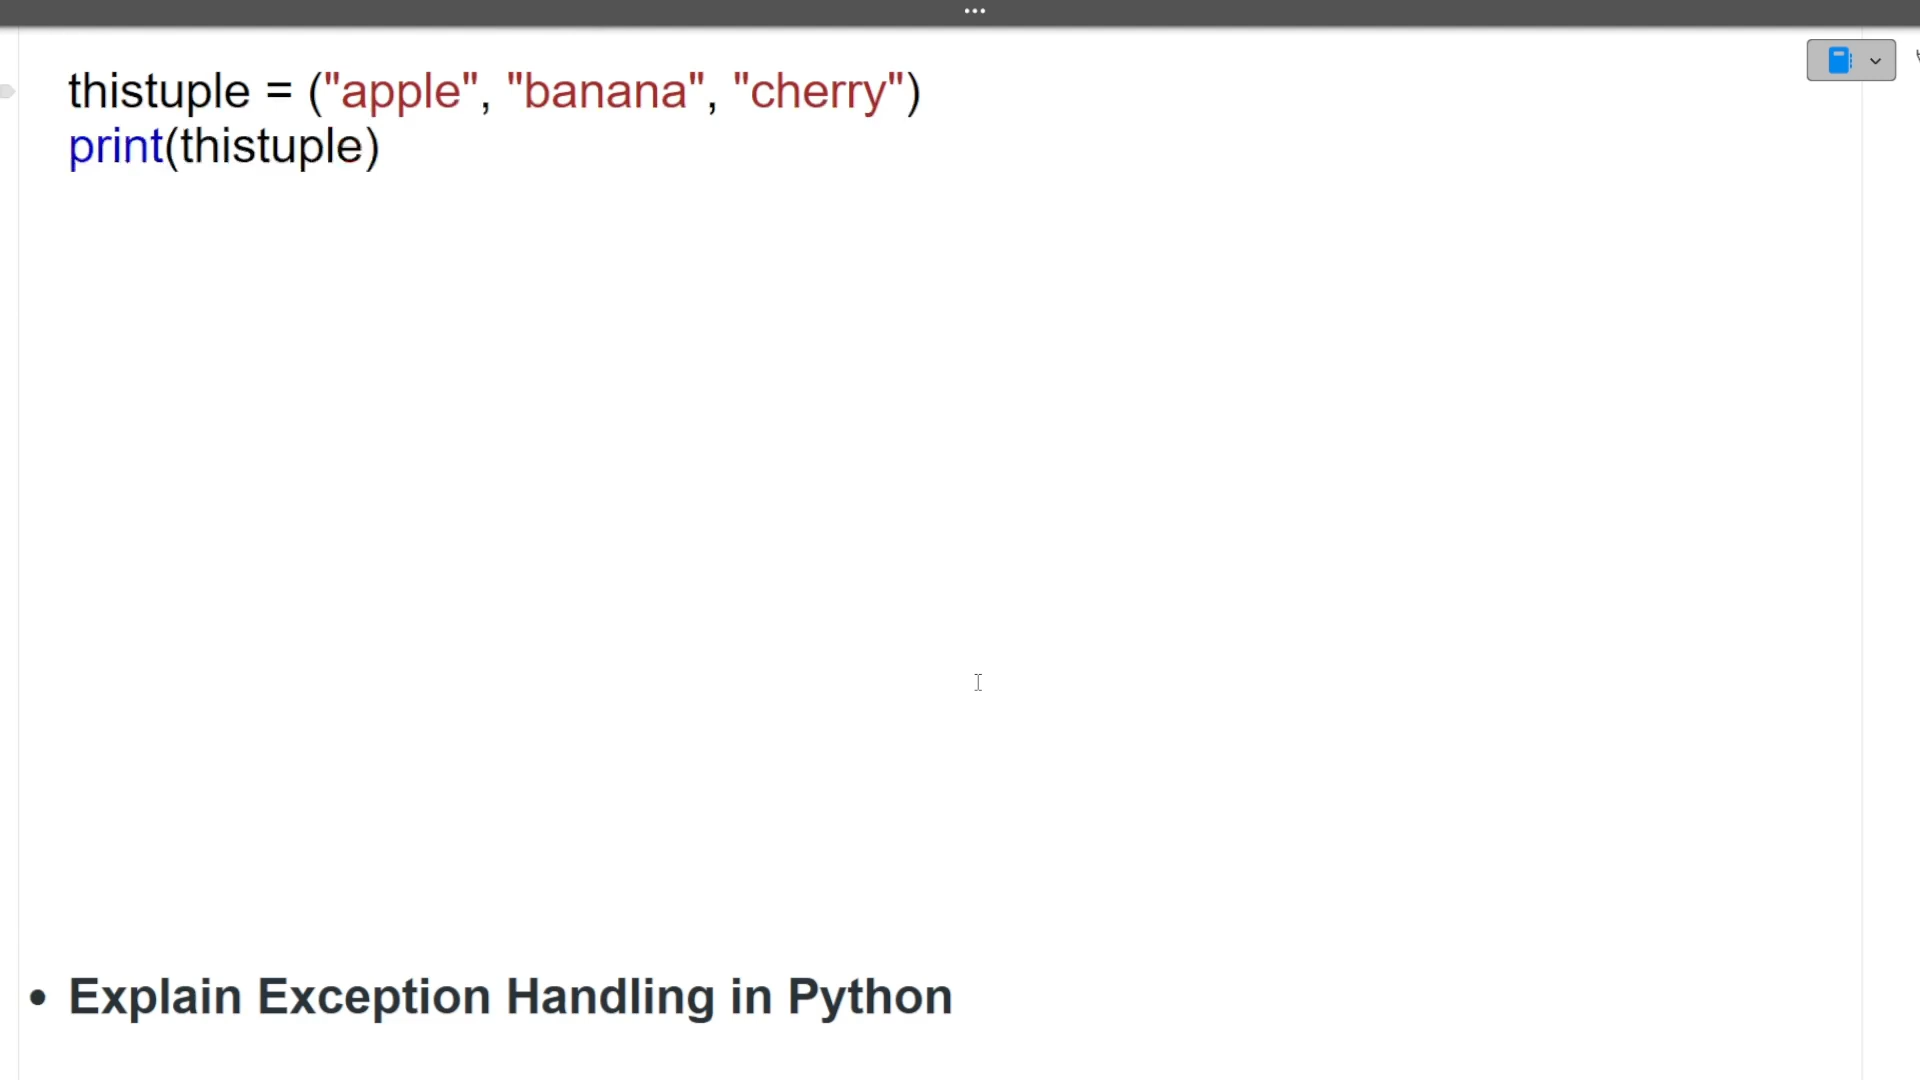 thistuple = ("apple", "banana", "cherry")
print(thistuple)
• Explain Exception Handling in Python